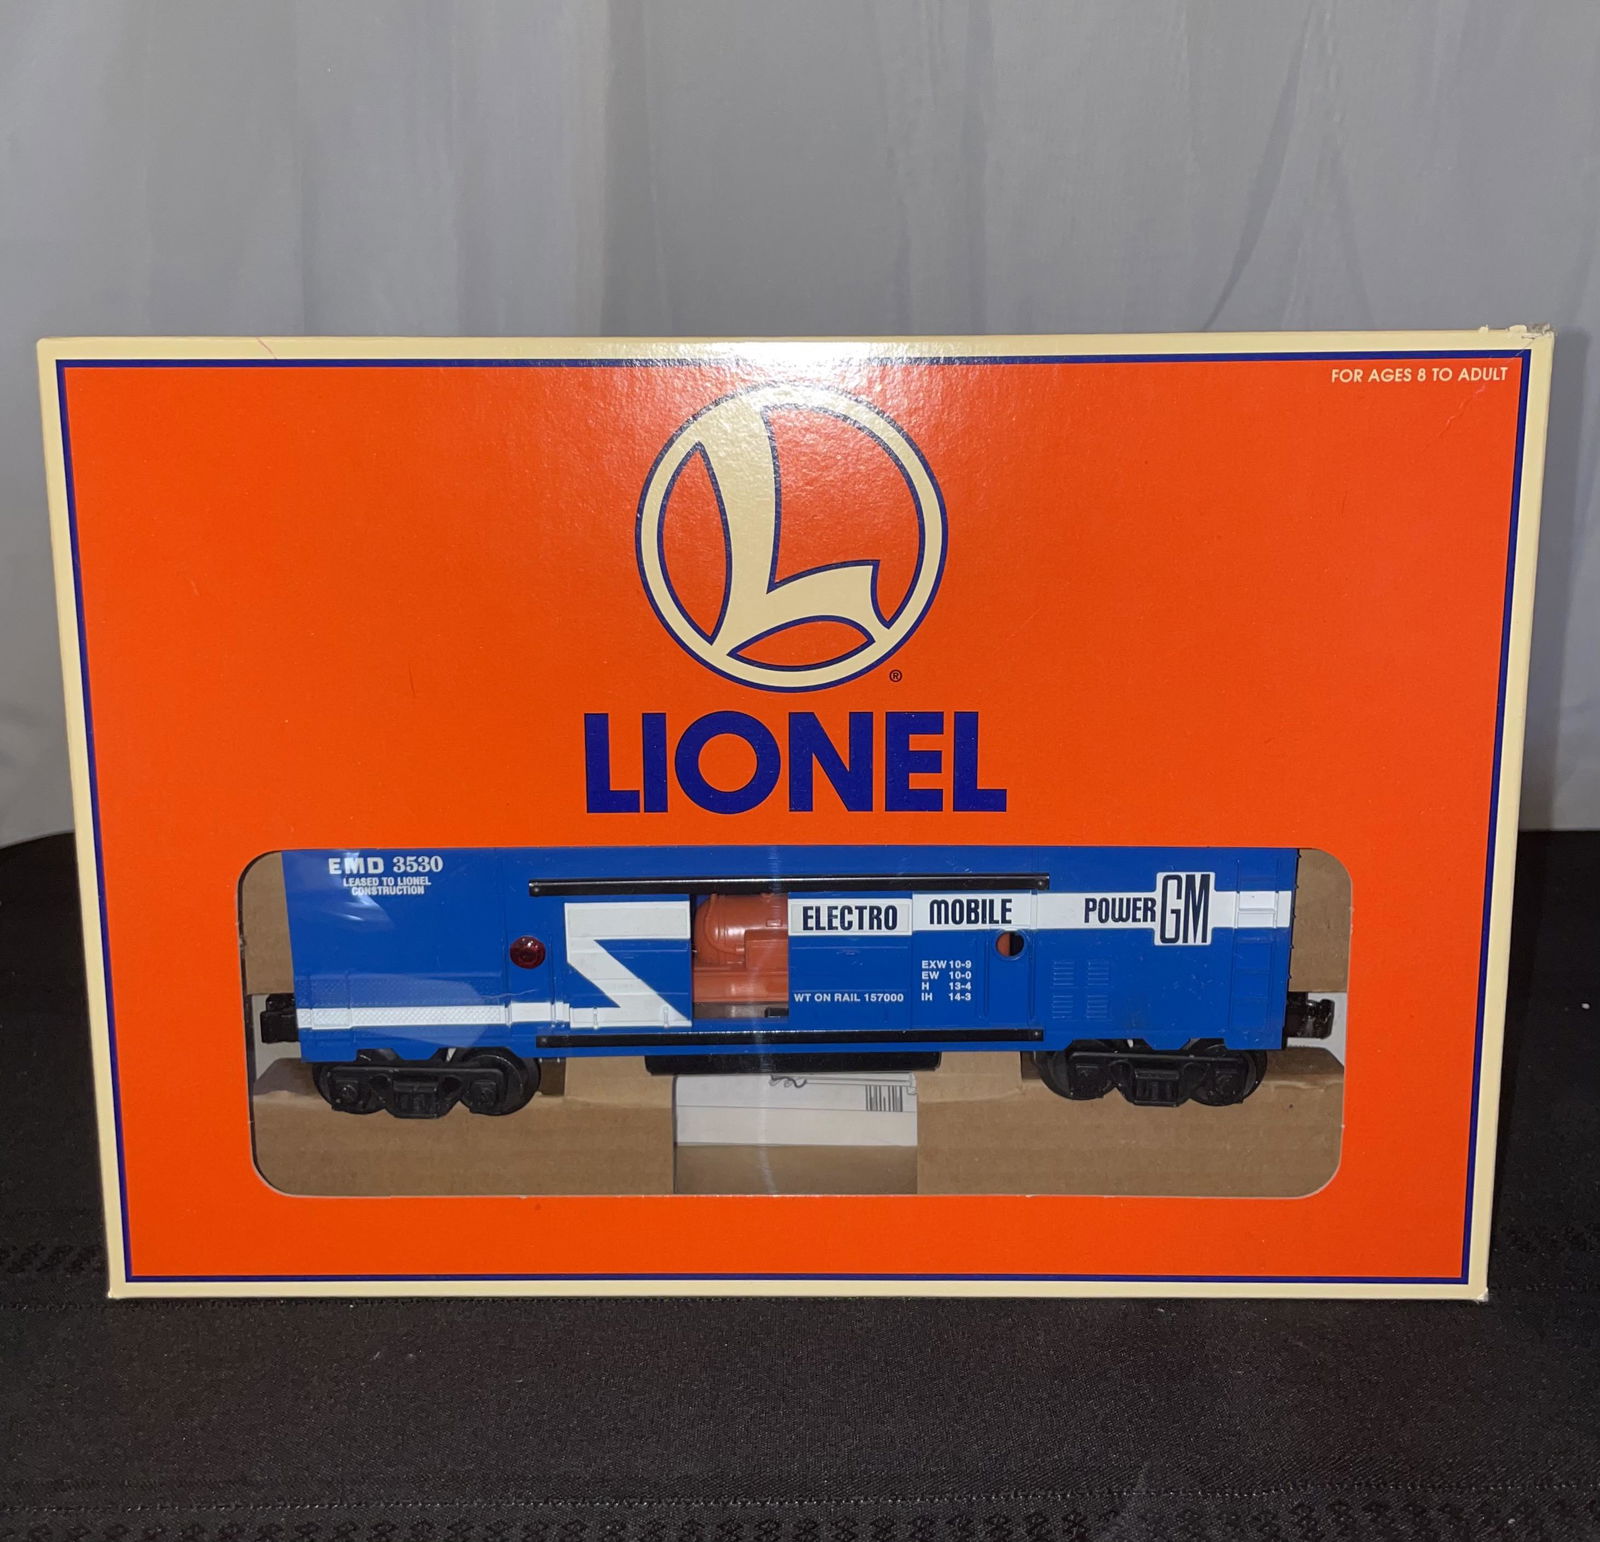 FOR AGES 8 TO ADULT
L
®
LIONEL
EMD 3530
LEASED TO LIONEL
CONSTRUCTION
ELECTRO MOBILE POWER GM
EXW 10-9
EW 10-0
H 13-4
IH 14-3
WT ON RAIL 157000